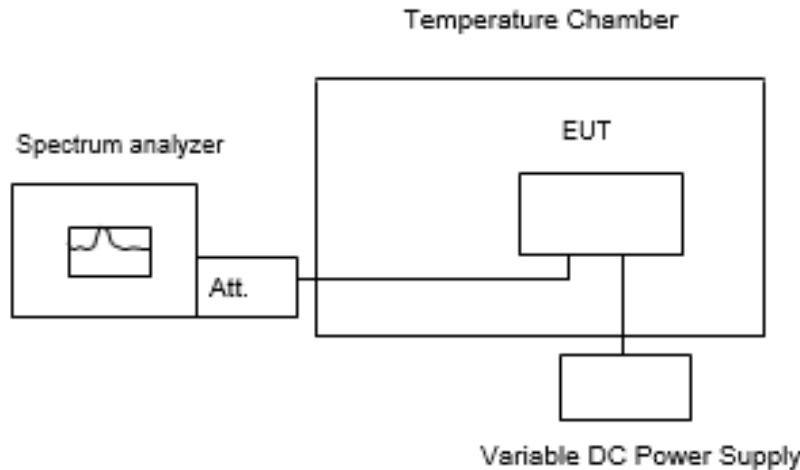 Temperature Chamber
EUT
Spectrum analyzer
Att.
Variable DC Power Supply